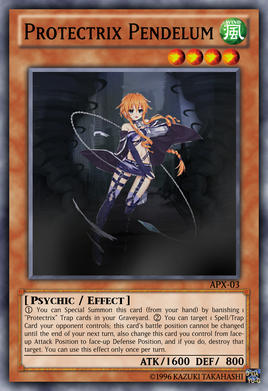 PROTECTRIX PENDELUM
WIND
風
APX-03
[ PSYCHIC / EFFECT ]
① You can Special Summon this card (from your hand) by banishing 1
"Protectrix" Trap cards in your Graveyard. ② You can target 1 Spell/Trap
Card your opponent controls; this card's battle position cannot be changed
until the end of your next turn, also change this card you control from face-
up Attack Position to face-up Defense Position, and if you do, destroy that
target. You can use this effect only once per turn.
ATK/1600 DEF/ 800
©1996 KAZUKI TAKAHASHI